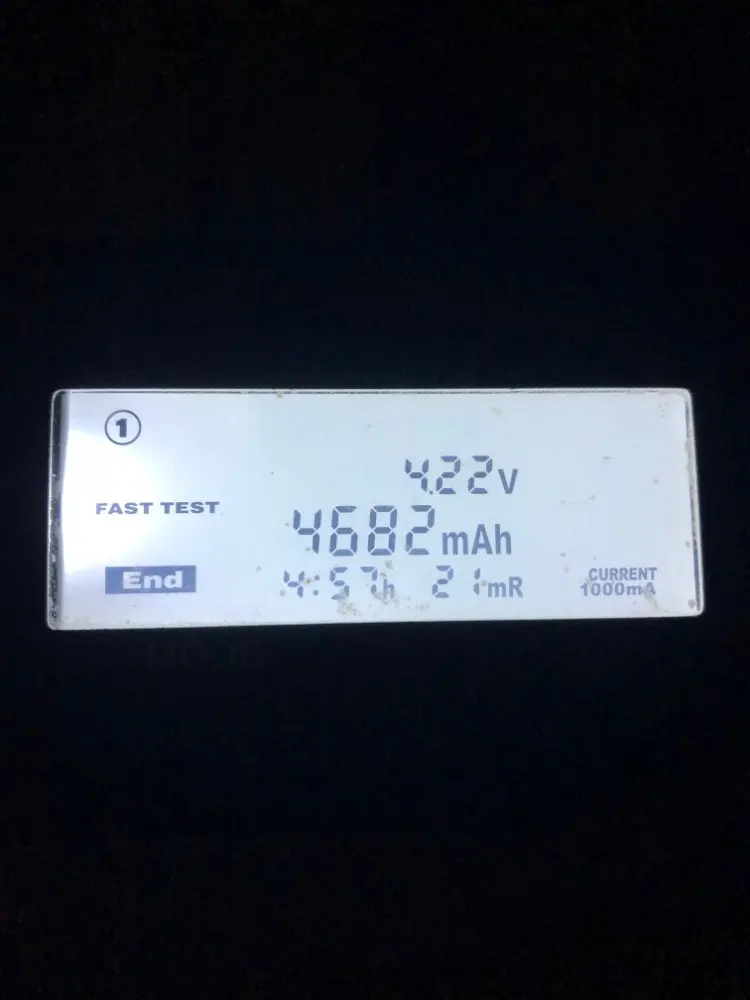 1
4.22V
FAST TEST
4682mAh
End
4:57h 21mR
CURRENT
1000mA